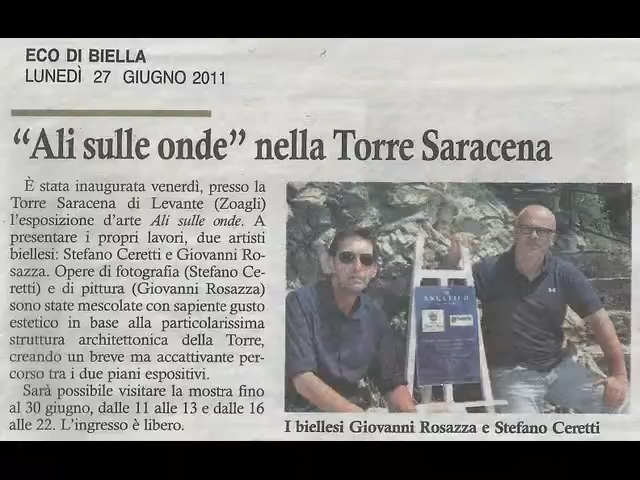 ECO DI BIELLA
LUNEDÌ 27 GIUGNO 2011
“Ali sulle onde” nella Torre Saracena
È stata inaugurata venerdì, presso la
Torre Saracena di Levante (Zoagli)
l'esposizione d'arte Ali sulle onde. A
presentare i propri lavori, due artisti
biellesi: Stefano Ceretti e Giovanni Ro-
sazza. Opere di fotografia (Stefano Ce-
retti) e di pittura (Giovanni Rosazza)
sono state mescolate con sapiente gusto
estetico in base alla particolarissima
struttura architettonica della Torre,
creando un breve ma accattivante per-
corso tra i due piani espositivi.
Sarà possibile visitare la mostra fino
al 30 giugno, dalle 11 alle 13 e dalle 16
alle 22. L'ingresso è libero.
ANGELICO
I biellesi Giovanni Rosazza e Stefano Ceretti